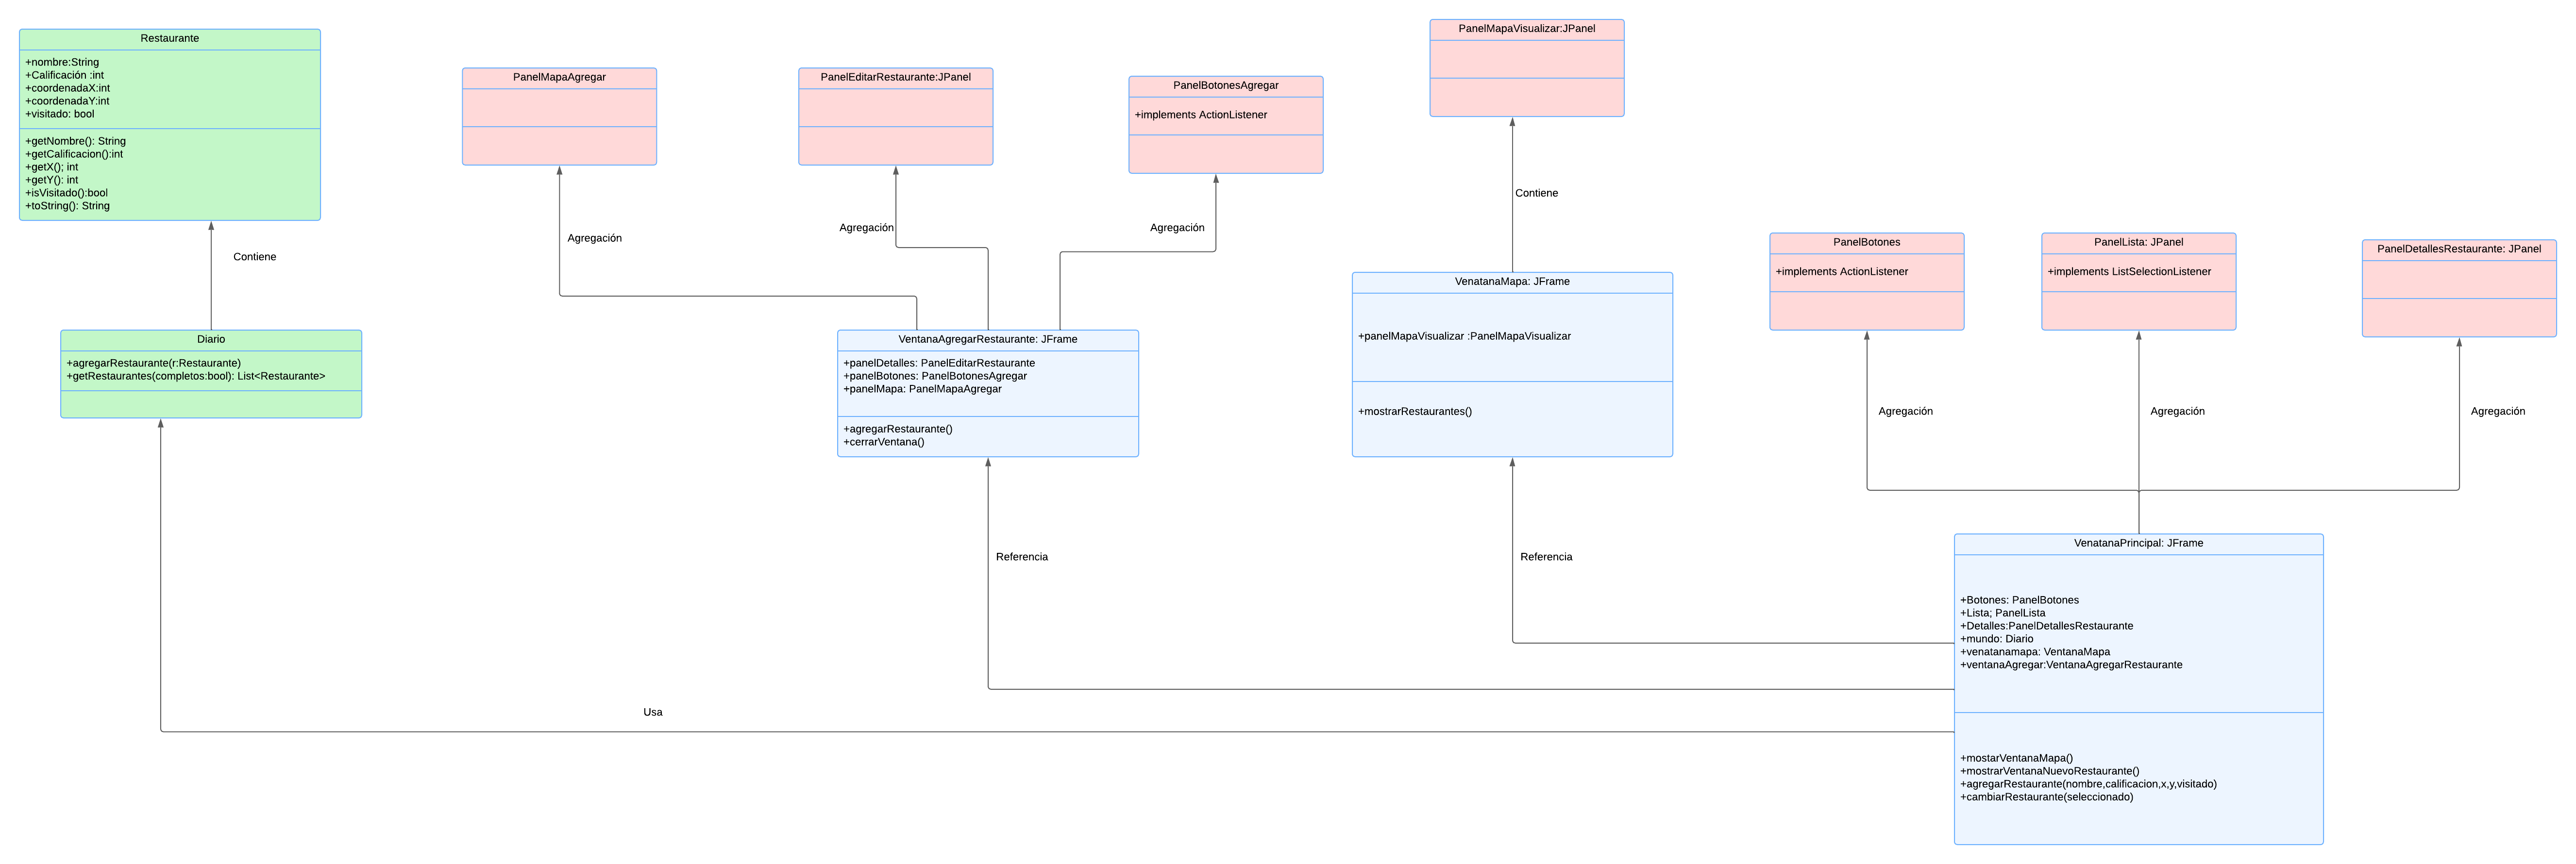 Restaurante
+nombre:String
+Calificación :int
+coordenadaX:int
+coordenadaY:int
+visitado: bool
+getNombre(): String
+getCalificacion():int
+getX(); int
+getY(): int
+isVisitado():bool
+toString(): String
Contiene
Diario
+agregarRestaurante(r:Restaurante)
+getRestaurantes(completos:bool): List<Restaurante>
PanelMapaAgregar
PanelEditarRestaurante:JPanel
PanelBotonesAgregar
+implements ActionListener
Agregación
Agregación
Agregación
VentanaAgregarRestaurante: JFrame
+panelDetalles: PanelEditarRestaurante
+panelBotones: PanelBotonesAgregar
+panelMapa: PanelMapaAgregar
+agregarRestaurante()
+cerrarVentana()
PanelMapaVisualizar:JPanel
Contiene
VenatanaMapa: JFrame
+panelMapaVisualizar :PanelMapaVisualizar
+mostrarRestaurantes()
PanelBotones
+implements ActionListener
PanelLista: JPanel
+implements ListSelectionListener
PanelDetallesRestaurante: JPanel
Agregación
Agregación
Agregación
Referencia
Referencia
Usa
VenatanaPrincipal: JFrame
+Botones: PanelBotones
+Lista; PanelLista
+Detalles:PanelDetallesRestaurante
+mundo: Diario
+venatanamapa: VentanaMapa
+ventanaAgregar:VentanaAgregarRestaurante
+mostarVentanaMapa()
+mostrarVentanaNuevoRestaurante()
+agregarRestaurante(nombre,calificacion,x,y,visitado)
+cambiarRestaurante(seleccionado)